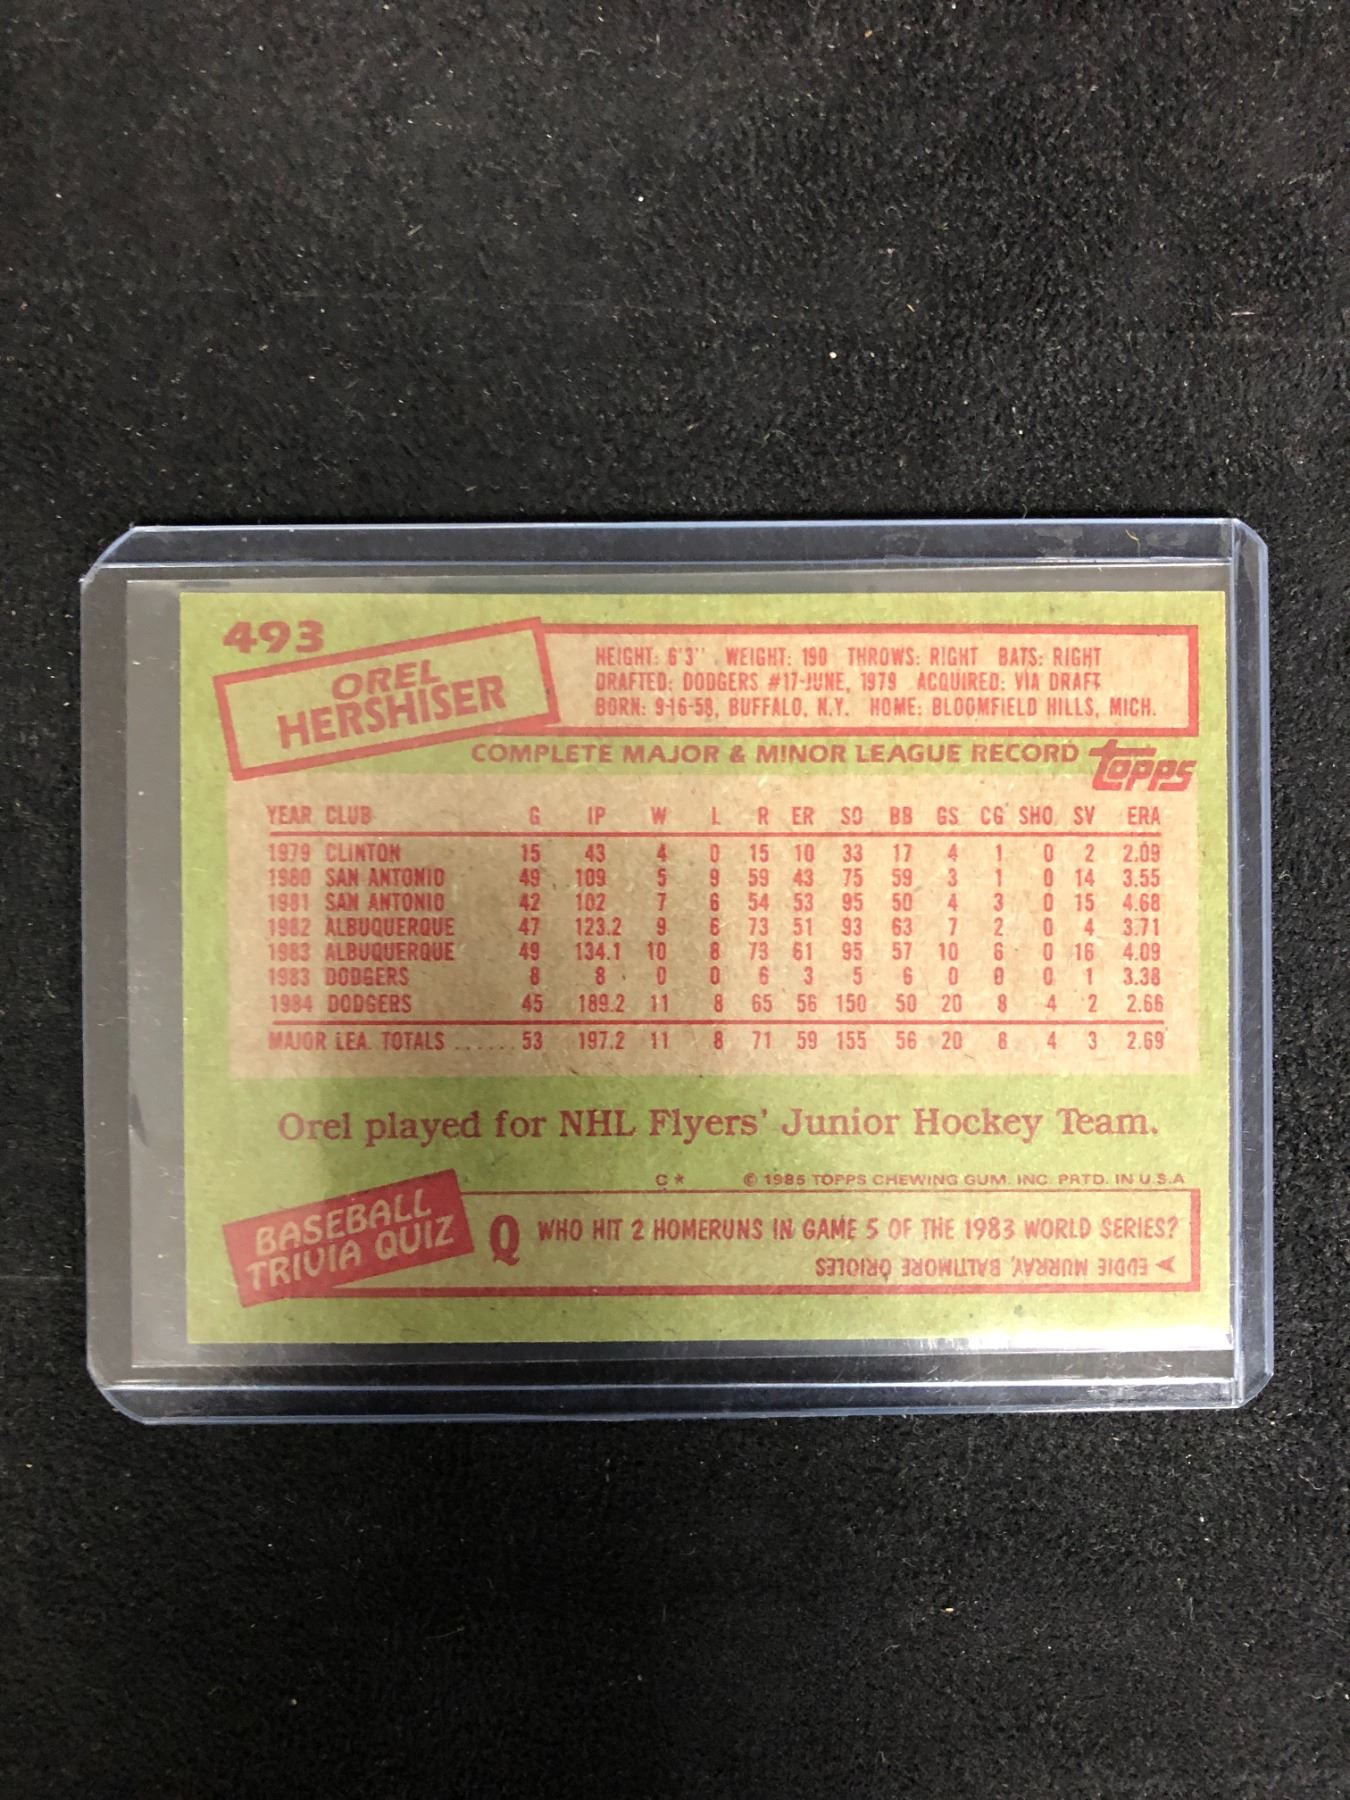 493
OREL
HERSHISER
HEIGHT: 6'3" WEIGHT: 190 THROWS: RIGHT BATS: RIGHT
DRAFTED: DODGERS #17-JUNE, 1979 ACQUIRED: VIA DRAFT
BORN: 9-16-58, BUFFALO, N.Y. HOME: BLOOMFIELD HILLS, MICH.
COMPLETE MAJOR & MINOR LEAGUE RECORD
TOPPS
YEAR CLUB G IP W L R ER SO BB GS CG SHO SV ERA
1979 CLINTON 15 43 4 0 15 10 33 17 4 1 0 2 2.09
1980 SAN ANTONIO 49 109 5 9 59 43 75 59 3 1 0 14 3.55
1981 SAN ANTONIO 42 102 7 6 54 53 95 50 4 3 0 15 4.68
1982 ALBUQUERQUE 47 123.2 9 6 73 51 93 63 7 2 0 4 3.71
1983 ALBUQUERQUE 49 134.1 10 8 73 61 95 57 10 6 0 16 4.09
1983 DODGERS 8 8 0 0 6 3 5 6 0 0 0 1 3.38
1984 DODGERS 45 189.2 11 8 65 56 150 50 20 8 4 2 2.66
MAJOR LEA. TOTALS ...... 53 197.2 11 8 71 59 155 56 20 8 4 3 2.69
Orel played for NHL Flyers' Junior Hockey Team.
C* © 1985 TOPPS CHEWING GUM. INC. PRTD. IN U.S.A
BASEBALL
TRIVIA QUIZ
Q WHO HIT 2 HOMERUNS IN GAME 5 OF THE 1983 WORLD SERIES?
A EDDIE MURRAY, BALTIMORE ORIOLES